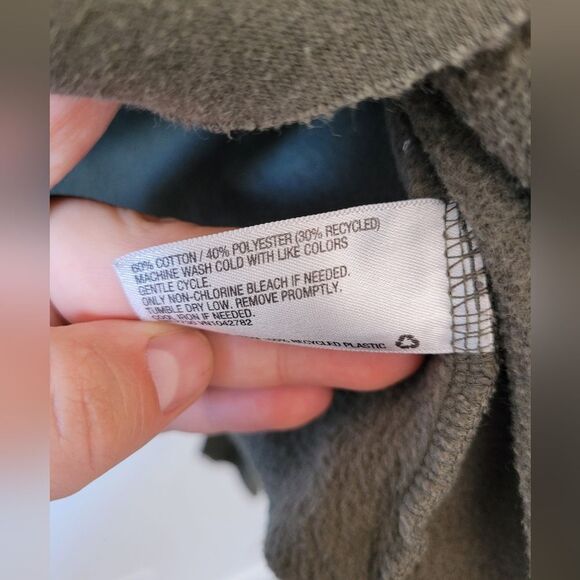 60% COTTON / 40% POLYESTER (30% RECYCLED)
MACHINE WASH COLD WITH LIKE COLORS
GENTLE CYCLE.
ONLY NON-CHLORINE BLEACH IF NEEDED.
TUMBLE DRY LOW. REMOVE PROMPTLY.
COOL IRON IF NEEDED.
VN1042782
RECYCLED PLASTIC